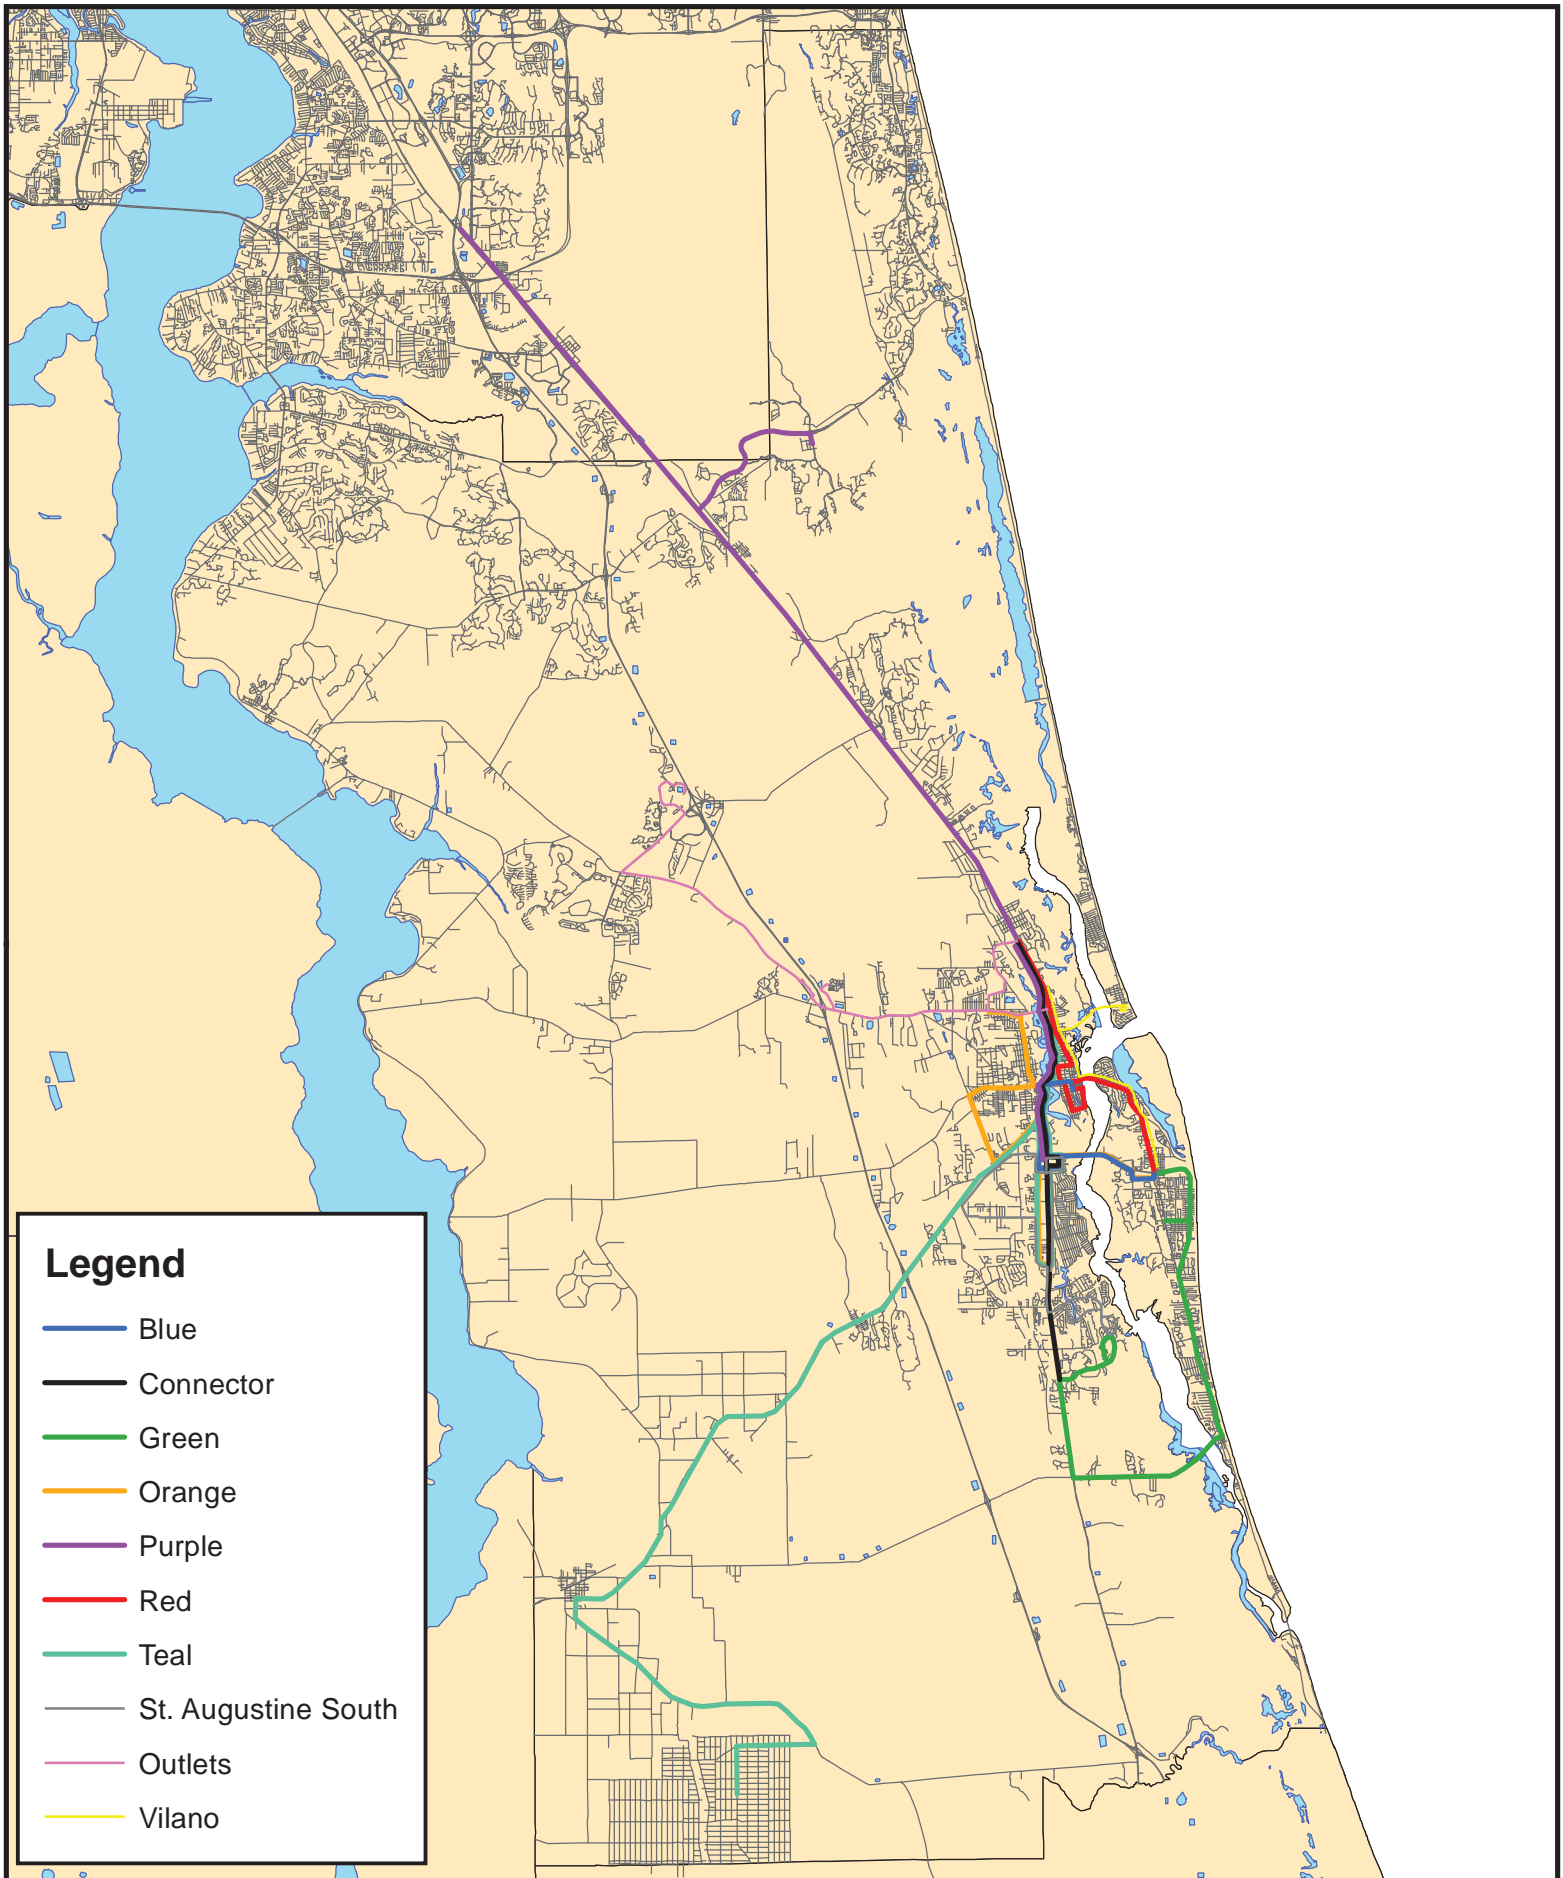 Legend
Blue
Connector
Green
Orange
Purple
Red
Teal
St. Augustine South
Outlets
Vilano